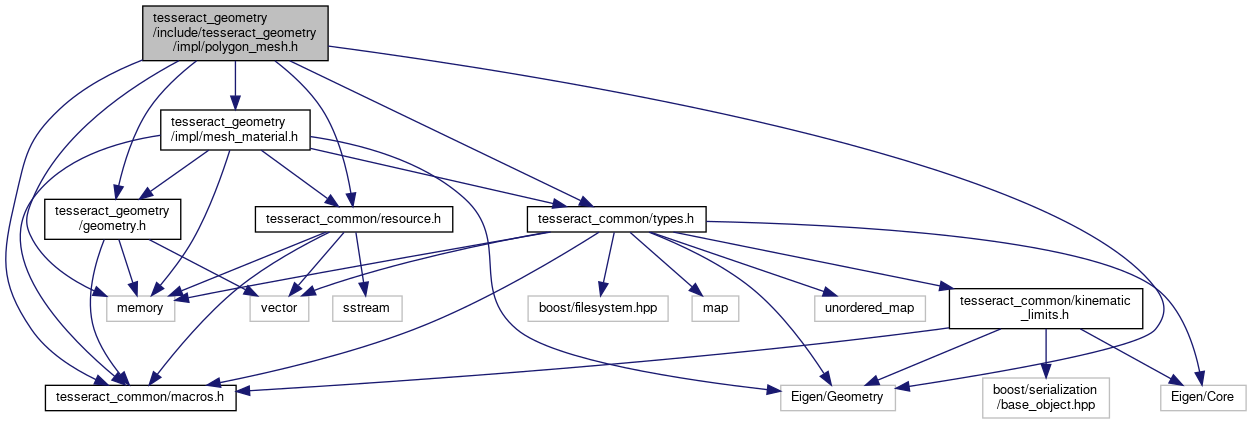 tesseract_geometry
/include/tesseract_geometry
/impl/polygon_mesh.h
tesseract_geometry
/impl/mesh_material.h
tesseract_geometry
/geometry.h
tesseract_common/resource.h
tesseract_common/types.h
memory
vector
sstream
boost/filesystem.hpp
map
unordered_map
tesseract_common/kinematic
_limits.h
tesseract_common/macros.h
Eigen/Geometry
boost/serialization
/base_object.hpp
Eigen/Core